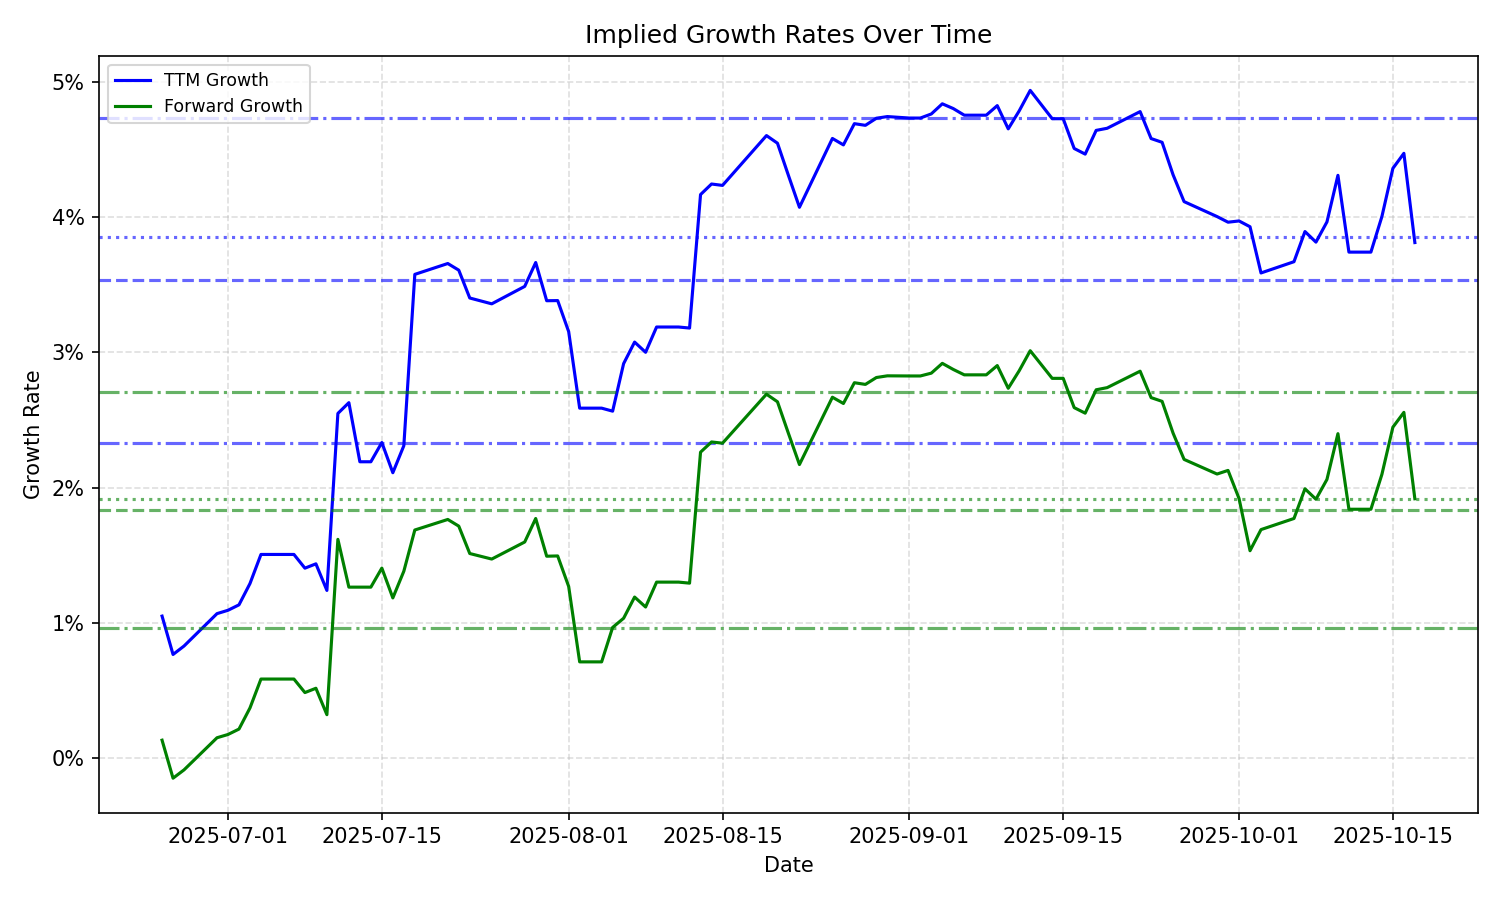 Implied Growth Rates Over Time
TTM Growth
Forward Growth
5%
4%
3%
2%
1%
0%
Growth Rate
2025-07-01 2025-07-15 2025-08-01 2025-08-15 2025-09-01 2025-09-15 2025-10-01 2025-10-15
Date